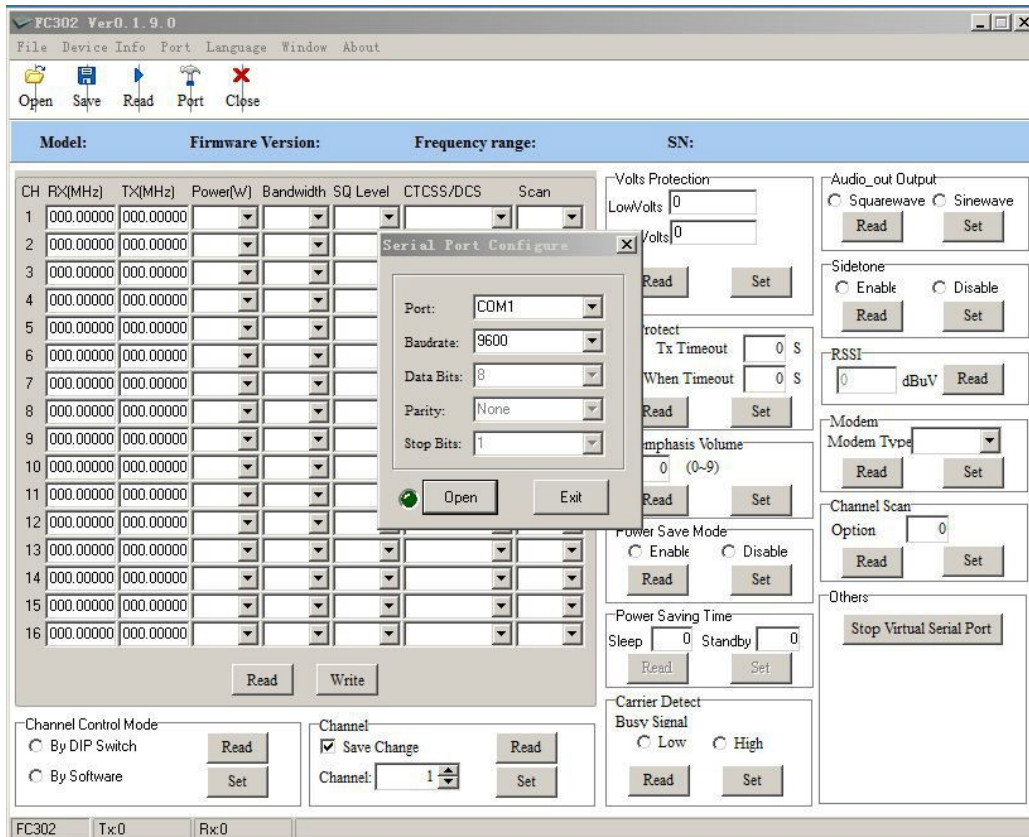 FC302 Ver0.1.9.0
File Device Info Port Language Window About
Open Save Read Port Close
Model: Firmware Version: Frequency range: SN:
CH RX(MHz) TX(MHz) Power(W) Bandwidth SQ Level CTCSS/DCS Scan
1 000.00000 000.00000
2 000.00000 000.00000
3 000.00000 000.00000
4 000.00000 000.00000
5 000.00000 000.00000
6 000.00000 000.00000
7 000.00000 000.00000
8 000.00000 000.00000
9 000.00000 000.00000
10 000.00000 000.00000
11 000.00000 000.00000
12 000.00000 000.00000
13 000.00000 000.00000
14 000.00000 000.00000
15 000.00000 000.00000
16 000.00000 000.00000
Read Write
Serial Port Configure
Port: COM1
Baudrate: 9600
Data Bits: 8
Parity: None
Stop Bits: 1
Open Exit
Channel Control Mode
By DIP Switch Read
By Software Set
Channel
Save Change Read
Channel: 1 Set
Volts Protection
LowVolts 0
Volts 0
Read Set
rotect
Tx Timeout 0 S
When Timeout 0 S
Read Set
mphasis Volume
0 (0~9)
Read Set
Power Save Mode
Enable Disable
Read Set
Power Saving Time
Sleep 0 Standby 0
Read Set
Carrier Detect
Busy Signal
Low High
Read Set
Audio_out Output
Squarewave Sinewave
Read Set
Sidetone
Enable Disable
Read Set
RSSI
0 dBuV Read
Modem
Modem Type
Read Set
Channel Scan
Option 0
Read Set
Others
Stop Virtual Serial Port
FC302 Tx:0 Rx:0